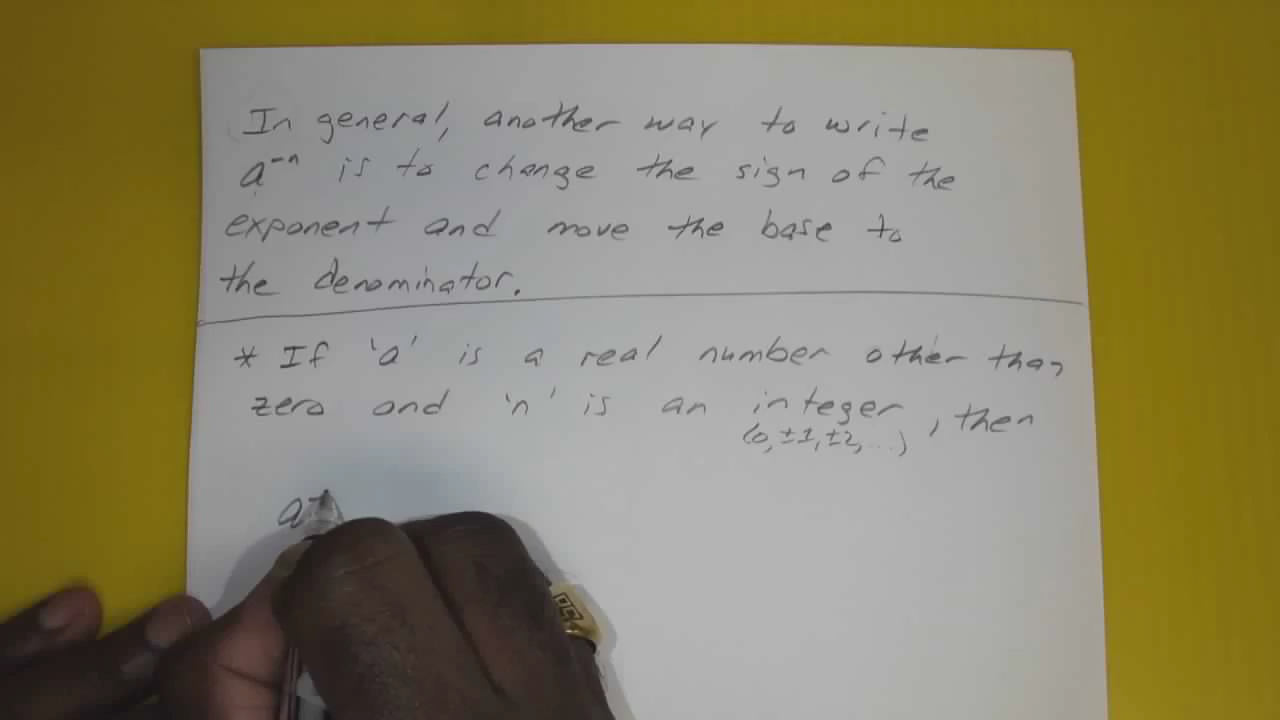 In general, another way to write
a⁻ⁿ is to change the sign of the
exponent and move the base to
the denominator.
* If 'a' is a real number other than
zero and 'n' is an integer, then
(0, ±1, ±2, ...)
a⁻